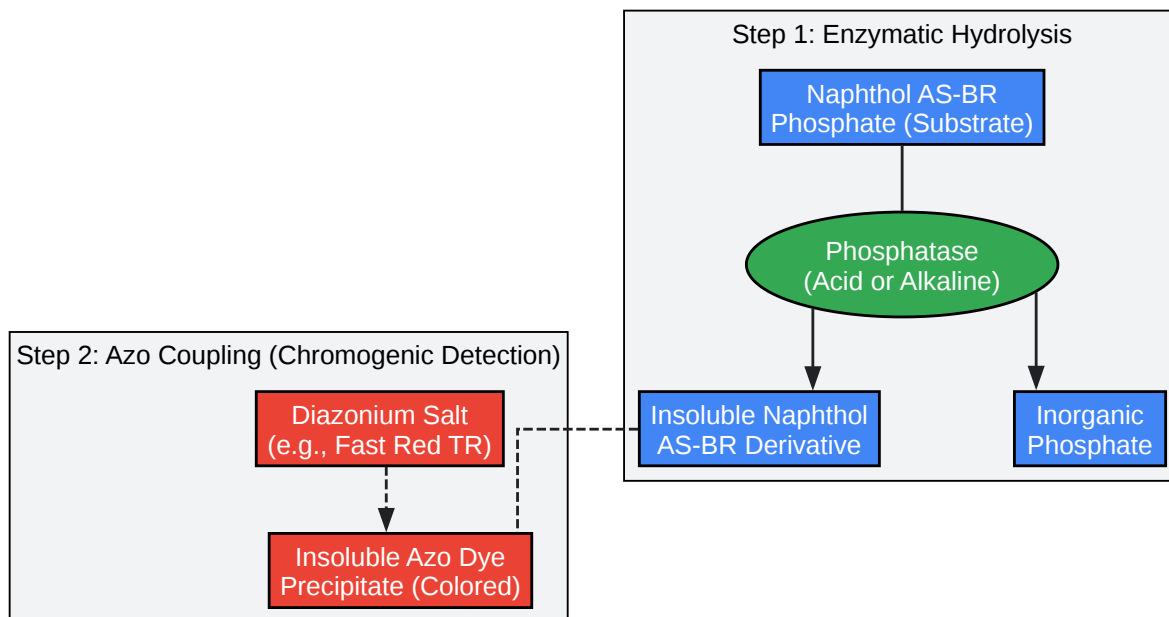 Step 1: Enzymatic Hydrolysis
Naphthol AS-BR
Phosphate (Substrate)
Phosphatase
(Acid or Alkaline)
Insoluble Naphthol
AS-BR Derivative
Inorganic
Phosphate
Step 2: Azo Coupling (Chromogenic Detection)
Diazonium Salt
(e.g., Fast Red TR)
Insoluble Azo Dye
Precipitate (Colored)